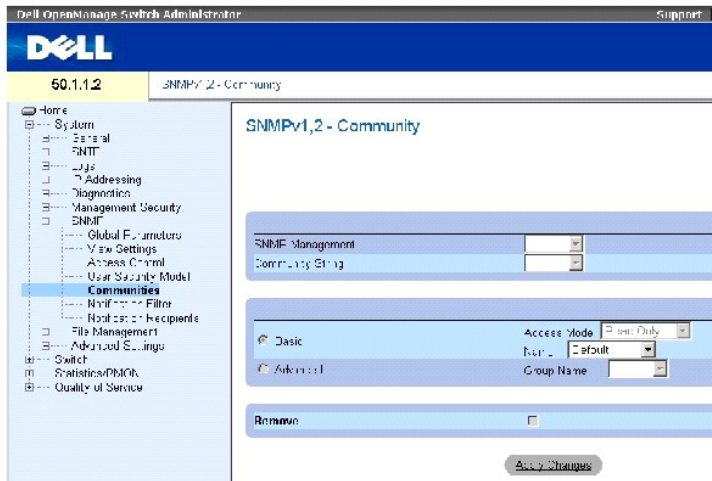 Dell OpenManage Switch Administrator
Support
DELL
50.1.1.2
SNMPv1,2 - Community
Home
System
General
SNTP
Logs
IP Addressing
Diagnostics
Management Security
SNMP
Global Parameters
View Settings
Access Control
User Security Model
Communities
Notification Filter
Notification Recipients
File Management
Advanced Settings
Switch
Statistics/RMON
Quality of Service
SNMPv1,2 - Community
SNMP Management
Community String
Basic
Access Mode Read Only
Name Default
Advanced
Group Name
Remove
Apply Changes